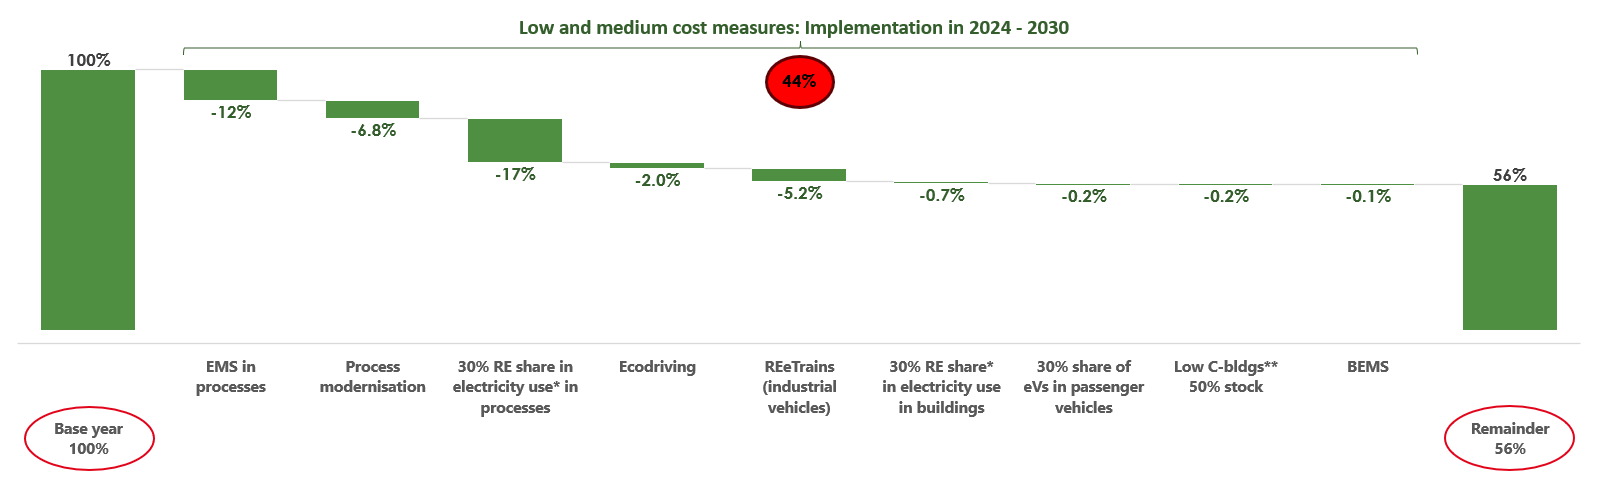 Low and medium cost measures: Implementation in 2024 - 2030
100%
44%
-12%
-6.8%
-17%
-2.0%
-5.2%
-0.7%
-0.2%
-0.2%
-0.1%
56%
EMS in
processes
Process
modernisation
30% RE share in
electricity use* in
processes
Ecodriving
REeTrains
(industrial
vehicles)
30% RE share*
in electricity use
in buildings
30% share of
eVs in passenger
vehicles
Low C-bldgs**
50% stock
BEMS
Base year
100%
Remainder
56%